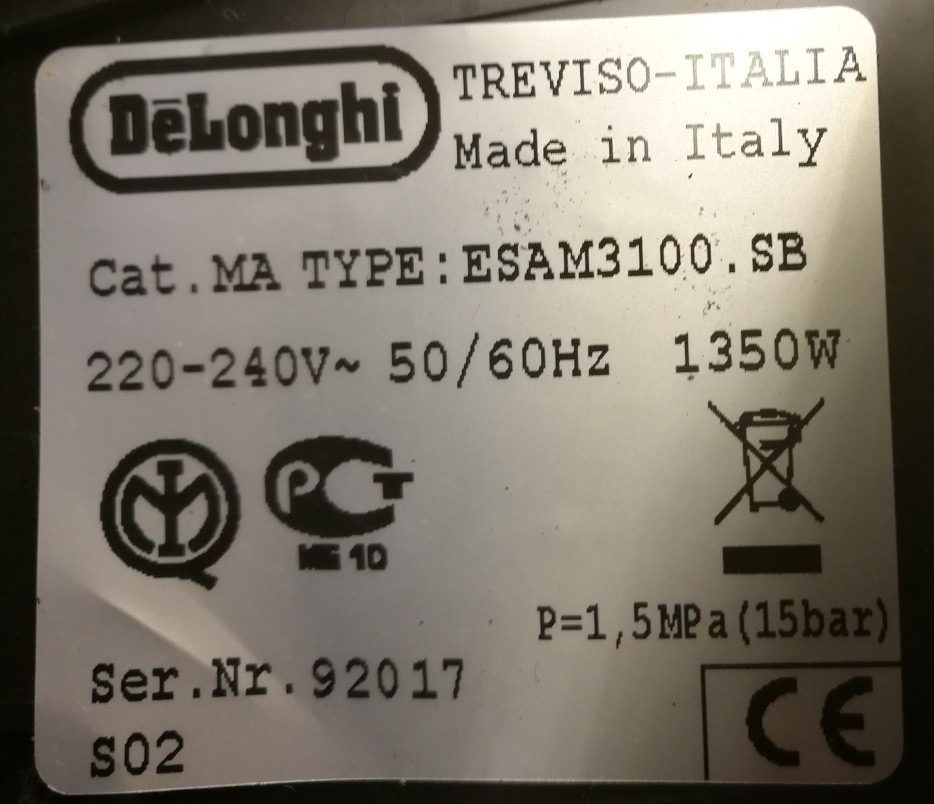 DeLonghi
TREVISO-ITALIA
Made in Italy
Cat.MA TYPE:ESAM3100.SB
220-240V~ 50/60Hz 1350W
PCT
ME 10
P=1,5MPa(15bar)
Ser.Nr.92017
S02
CE